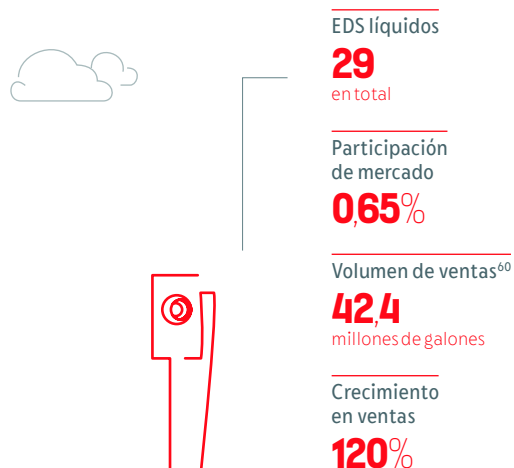 EDS líquidos
29
en total
Participación
de mercado
0,65%
Volumen de ventas⁶⁰
42,4
millones de galones
Crecimiento
en ventas
120%